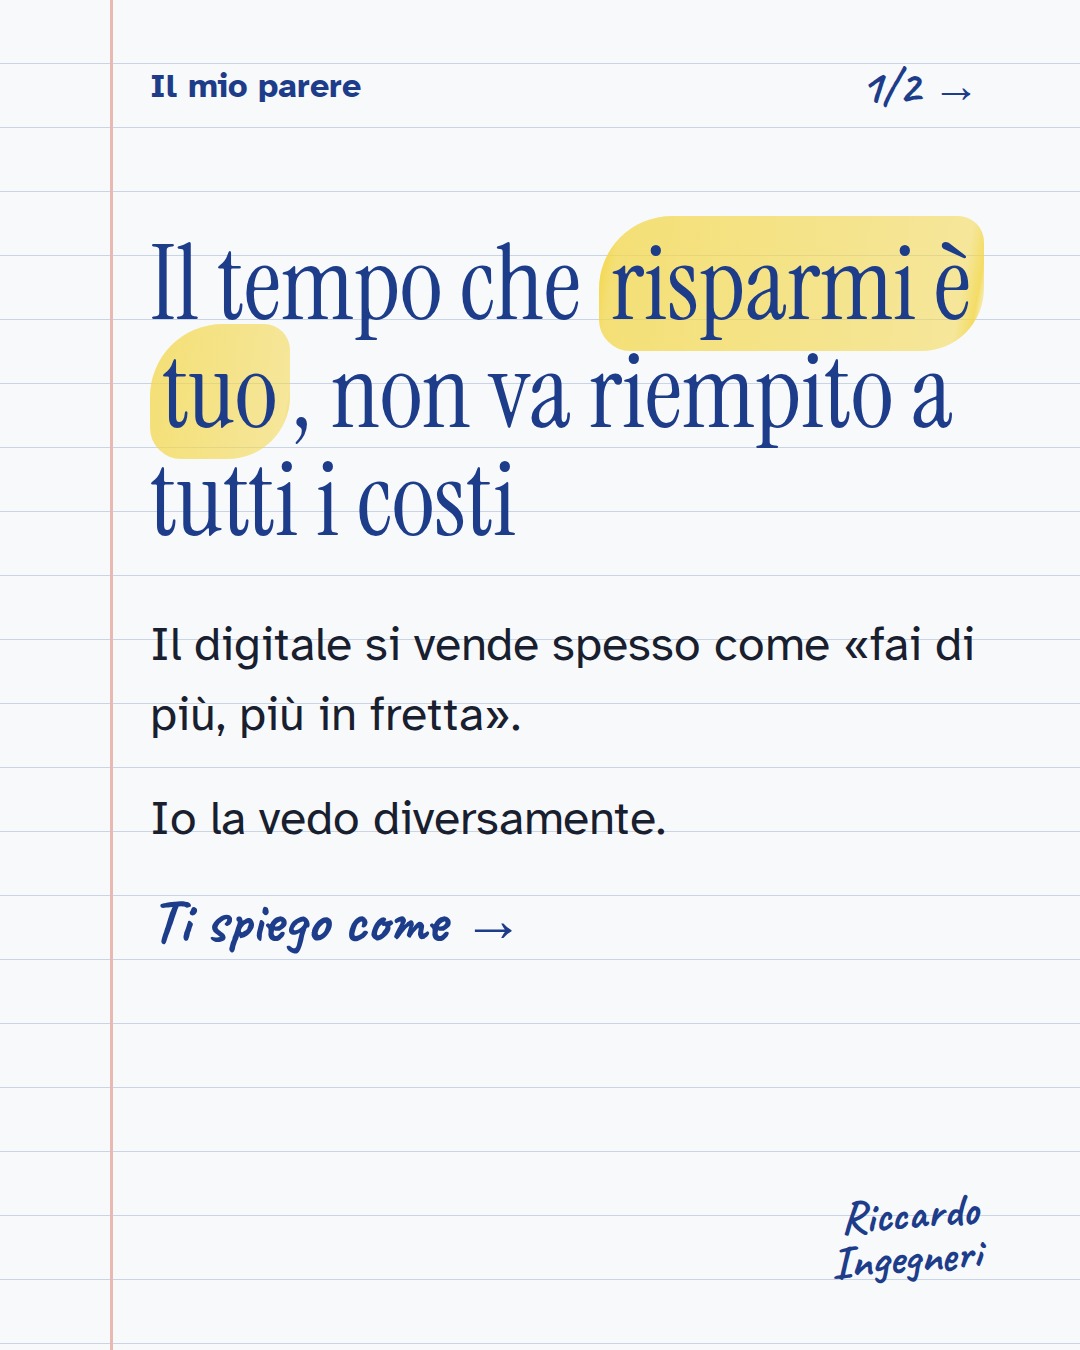 Il mio parere
1/2 →
Il tempo che risparmi è
tuo, non va riempito a
tutti i costi
Il digitale si vende spesso come «fai di
più, più in fretta».
Io la vedo diversamente.
Ti spiego come →
Riccardo
Ingegneri